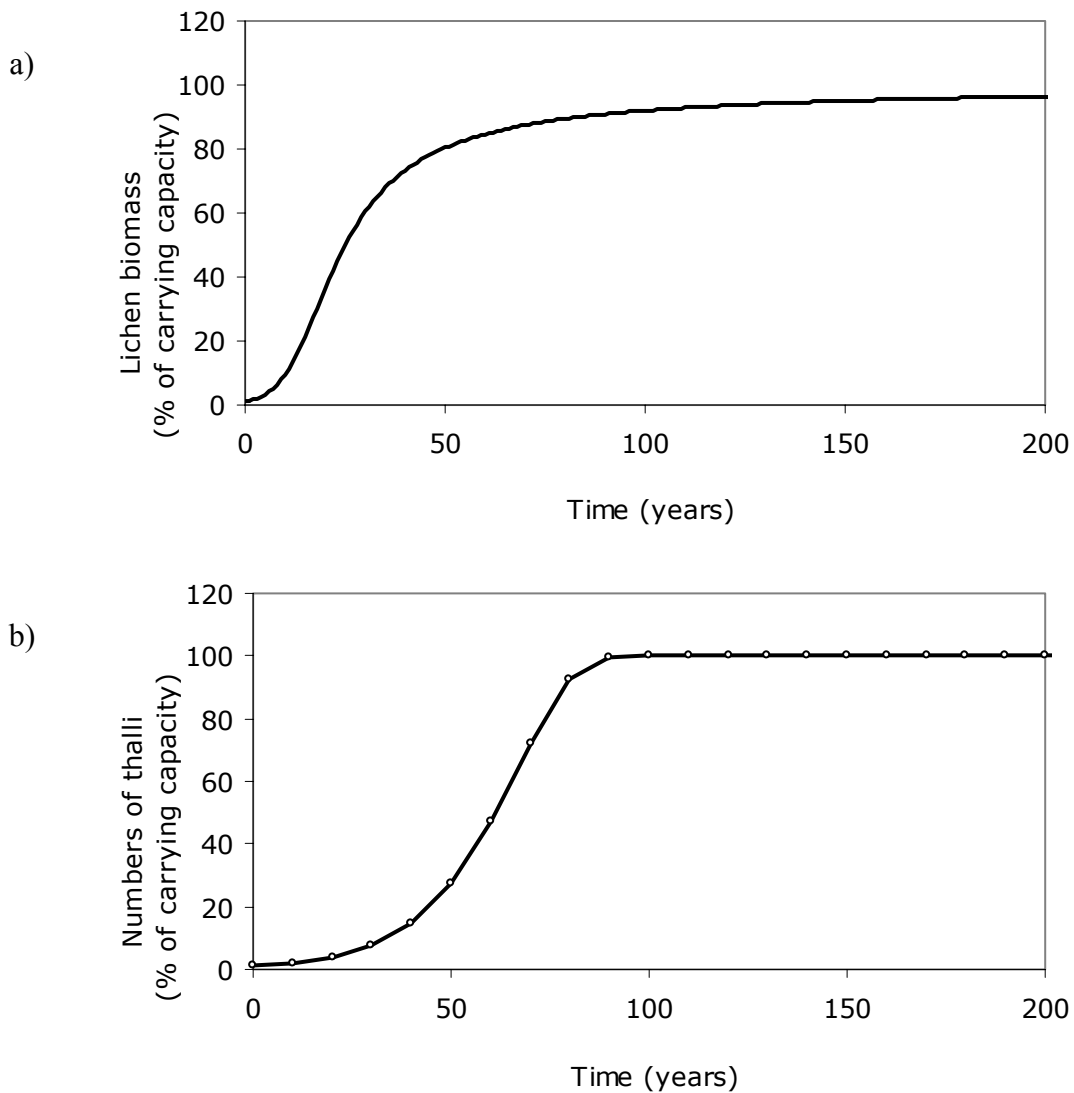 a)
120
100
80
60
40
20
0
Lichen biomass
(% of carrying capacity)
0 50 100 150 200
Time (years)
b)
120
100
80
60
40
20
0
Numbers of thalli
(% of carrying capacity)
0 50 100 150 200
Time (years)